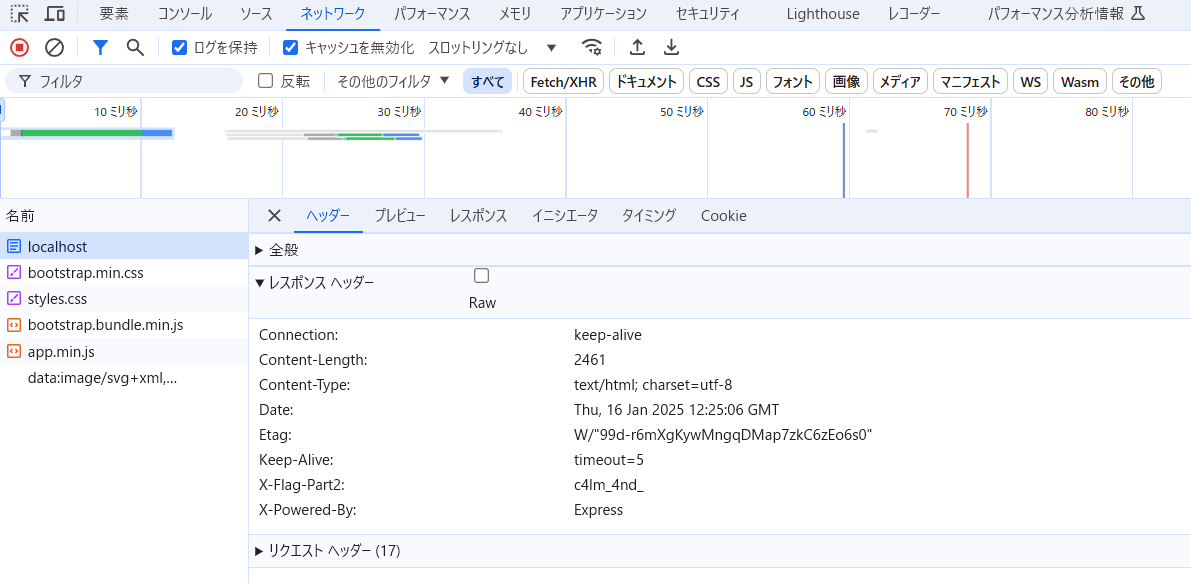 要素 コンソール ソース ネットワーク パフォーマンス メモリ アプリケーション セキュリティ Lighthouse レコーダー パフォーマンス分析情報
ログを保持 キャッシュを無効化 スロットリングなし
フィルタ 反転 その他のフィルタ すべて Fetch/XHR ドキュメント CSS JS フォント 画像 メディア マニフェスト WS Wasm その他
10 ミリ秒 20 ミリ秒 30 ミリ秒 40 ミリ秒 50 ミリ秒 60 ミリ秒 70 ミリ秒 80 ミリ秒
名前
localhost
bootstrap.min.css
styles.css
bootstrap.bundle.min.js
app.min.js
data:image/svg+xml,...
ヘッダー プレビュー レスポンス イニシエータ タイミング Cookie
全般
レスポンス ヘッダー
Raw
Connection: keep-alive
Content-Length: 2461
Content-Type: text/html; charset=utf-8
Date: Thu, 16 Jan 2025 12:25:06 GMT
Etag: W/"99d-r6mXgKywMngqDMap7zkC6zEo6s0"
Keep-Alive: timeout=5
X-Flag-Part2: c4lm_4nd_
X-Powered-By: Express
リクエスト ヘッダー (17)